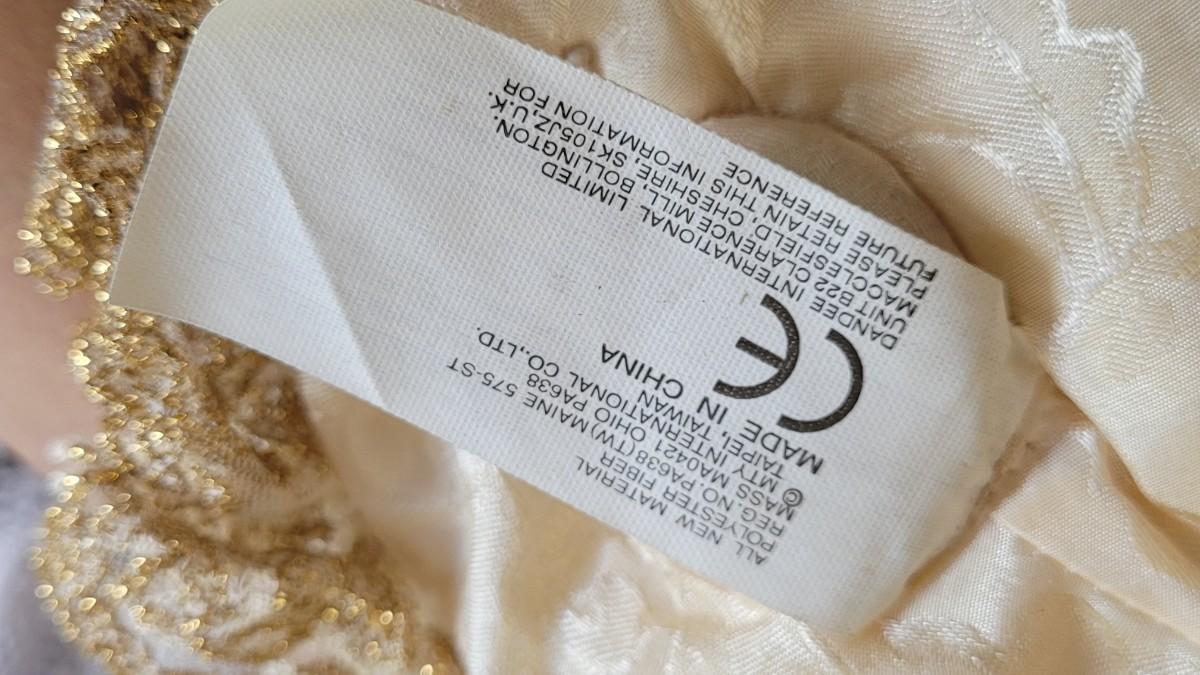 ALL NEW MATERIAL
POLYESTER FIBER
REG. NO PA638 (TW) MAINE 575-ST
MASS MA0421 OHIO PA638
© MTY INTERNATIONAL CO.,LTD.
TAIPEI, TAIWAN
MADE IN CHINA
CE
DANDEE INTERNATIONAL LIMITED
UNIT B22 CLARENCE MILL, BOLLINGTON,
MACCLESFIELD, CHESHIRE, SK105JZ,U.K.
PLEASE RETAIN THIS INFORMATION FOR
FUTURE REFERENCE